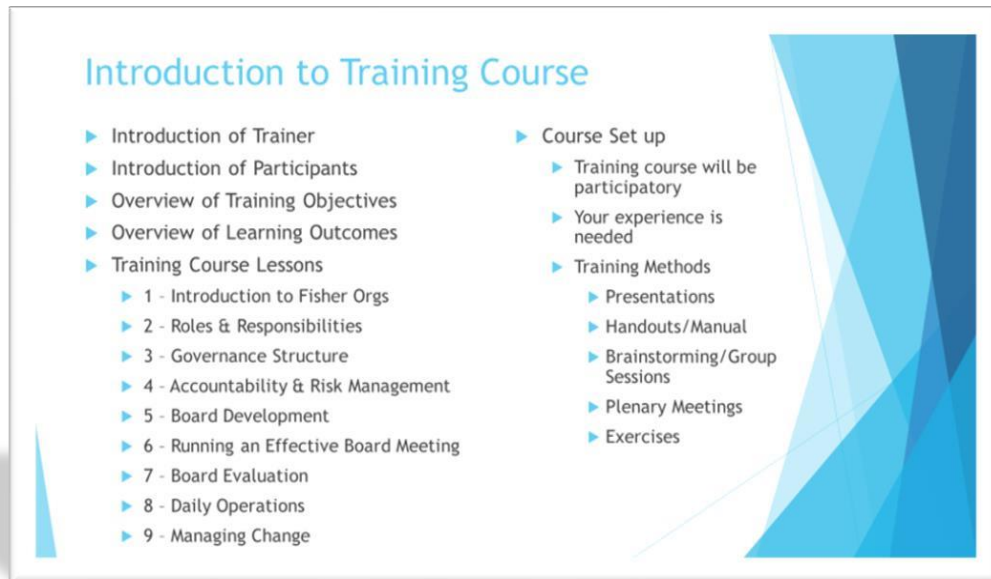 Introduction to Training Course
Introduction of Trainer
Introduction of Participants
Overview of Training Objectives
Overview of Learning Outcomes
Training Course Lessons
1 – Introduction to Fisher Orgs
2 – Roles & Responsibilities
3 – Governance Structure
4 – Accountability & Risk Management
5 – Board Development
6 – Running an Effective Board Meeting
7 – Board Evaluation
8 – Daily Operations
9 – Managing Change
Course Set up
Training course will be
participatory
Your experience is
needed
Training Methods
Presentations
Handouts/Manual
Brainstorming/Group
Sessions
Plenary Meetings
Exercises